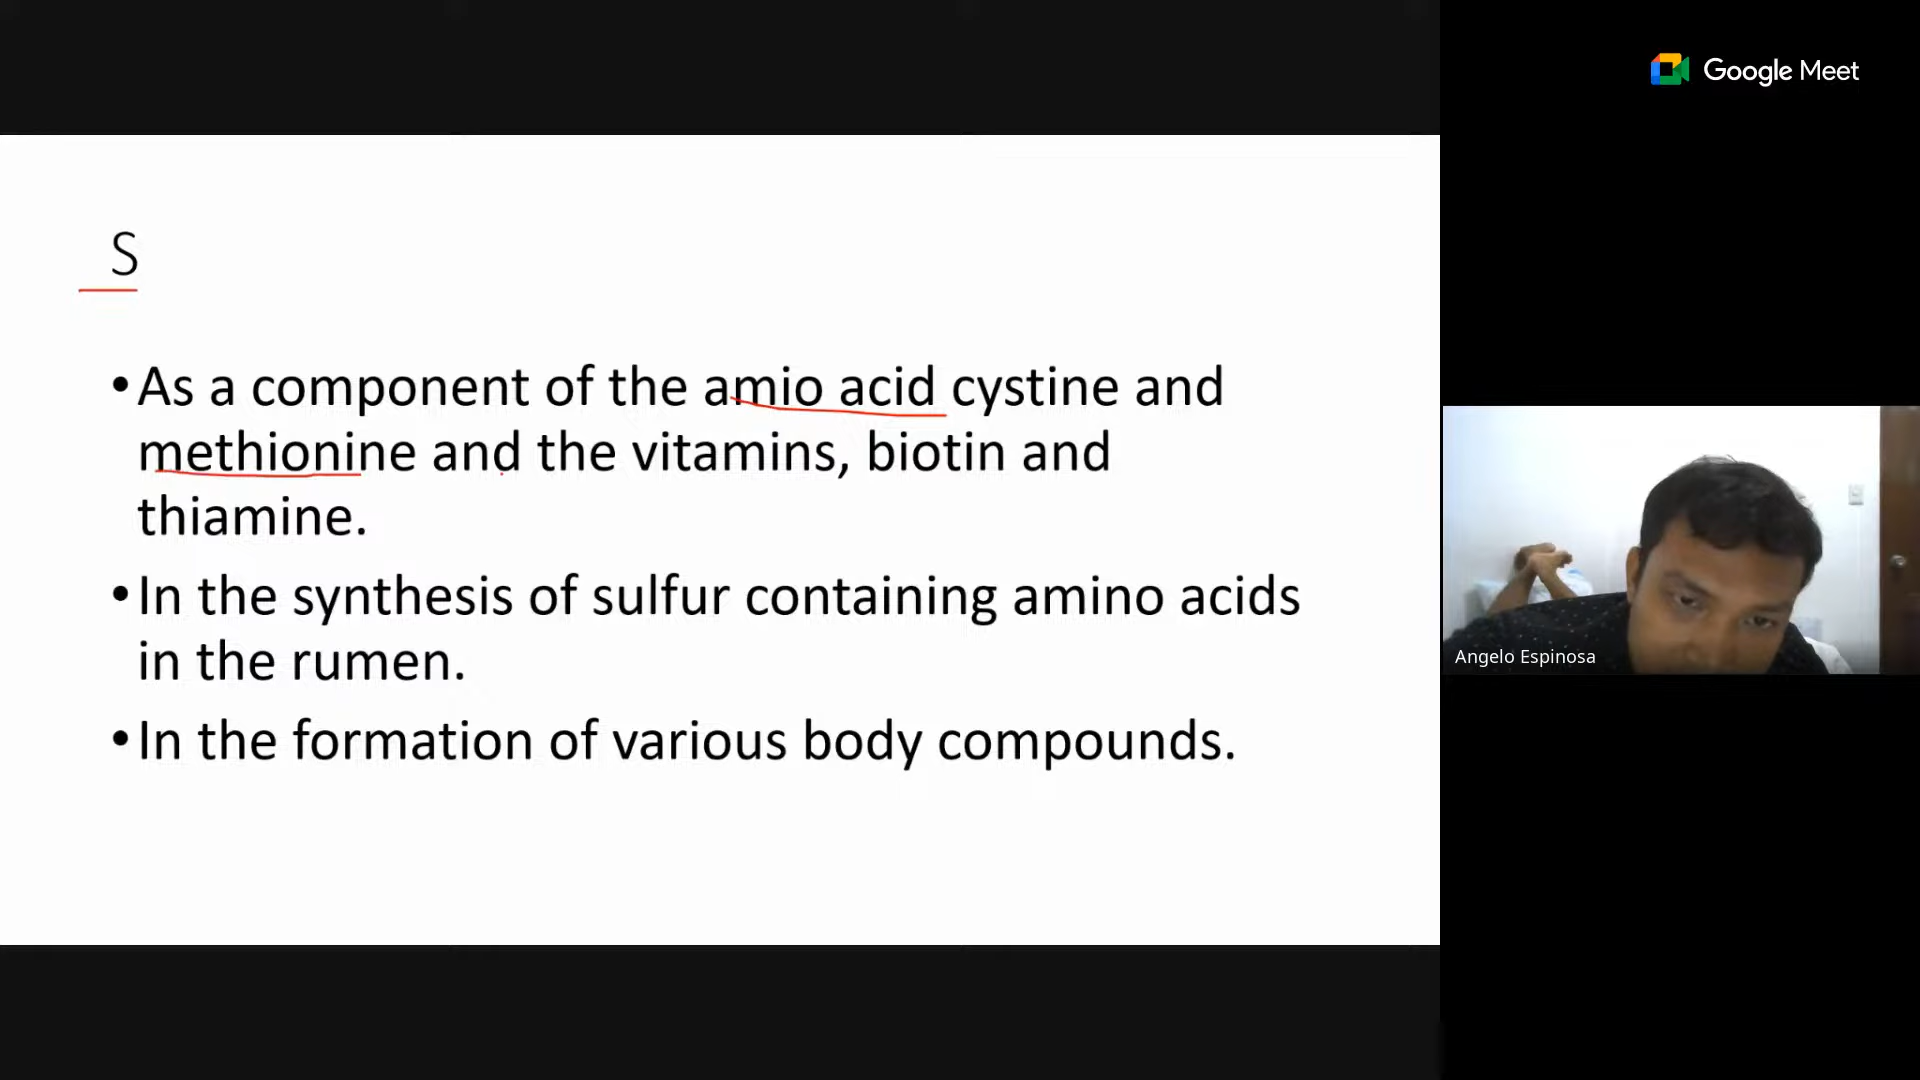 Google Meet
S
•As a component of the amio acid cystine and
methionine and the vitamins, biotin and
thiamine.
•In the synthesis of sulfur containing amino acids
in the rumen.
•In the formation of various body compounds.
Angelo Espinosa